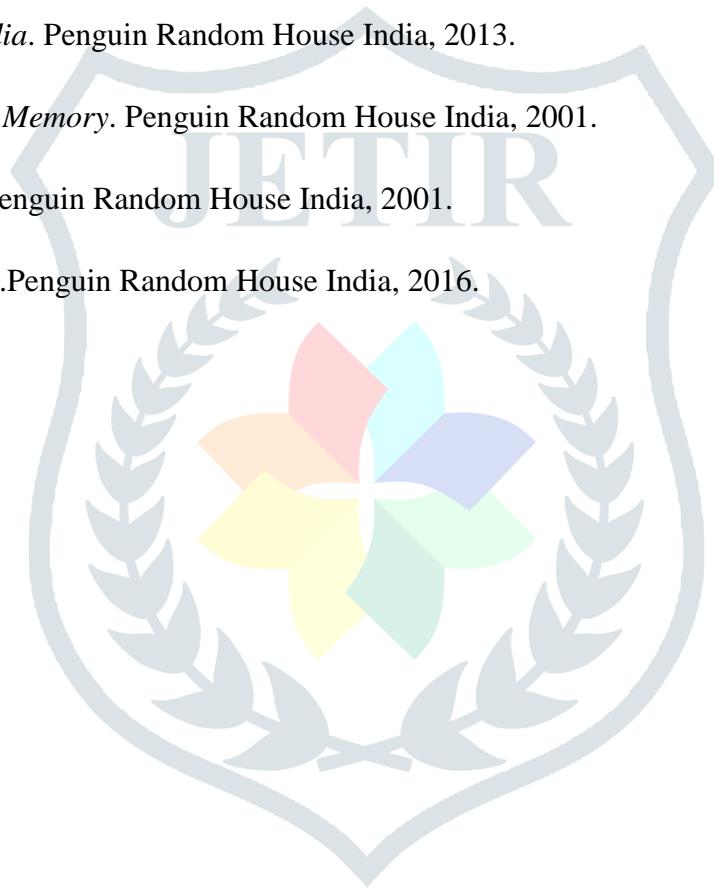 lia. Penguin Random House India, 2013.
Memory. Penguin Random House India, 2001.
enguin Random House India, 2001.
.Penguin Random House India, 2016.
JETIR